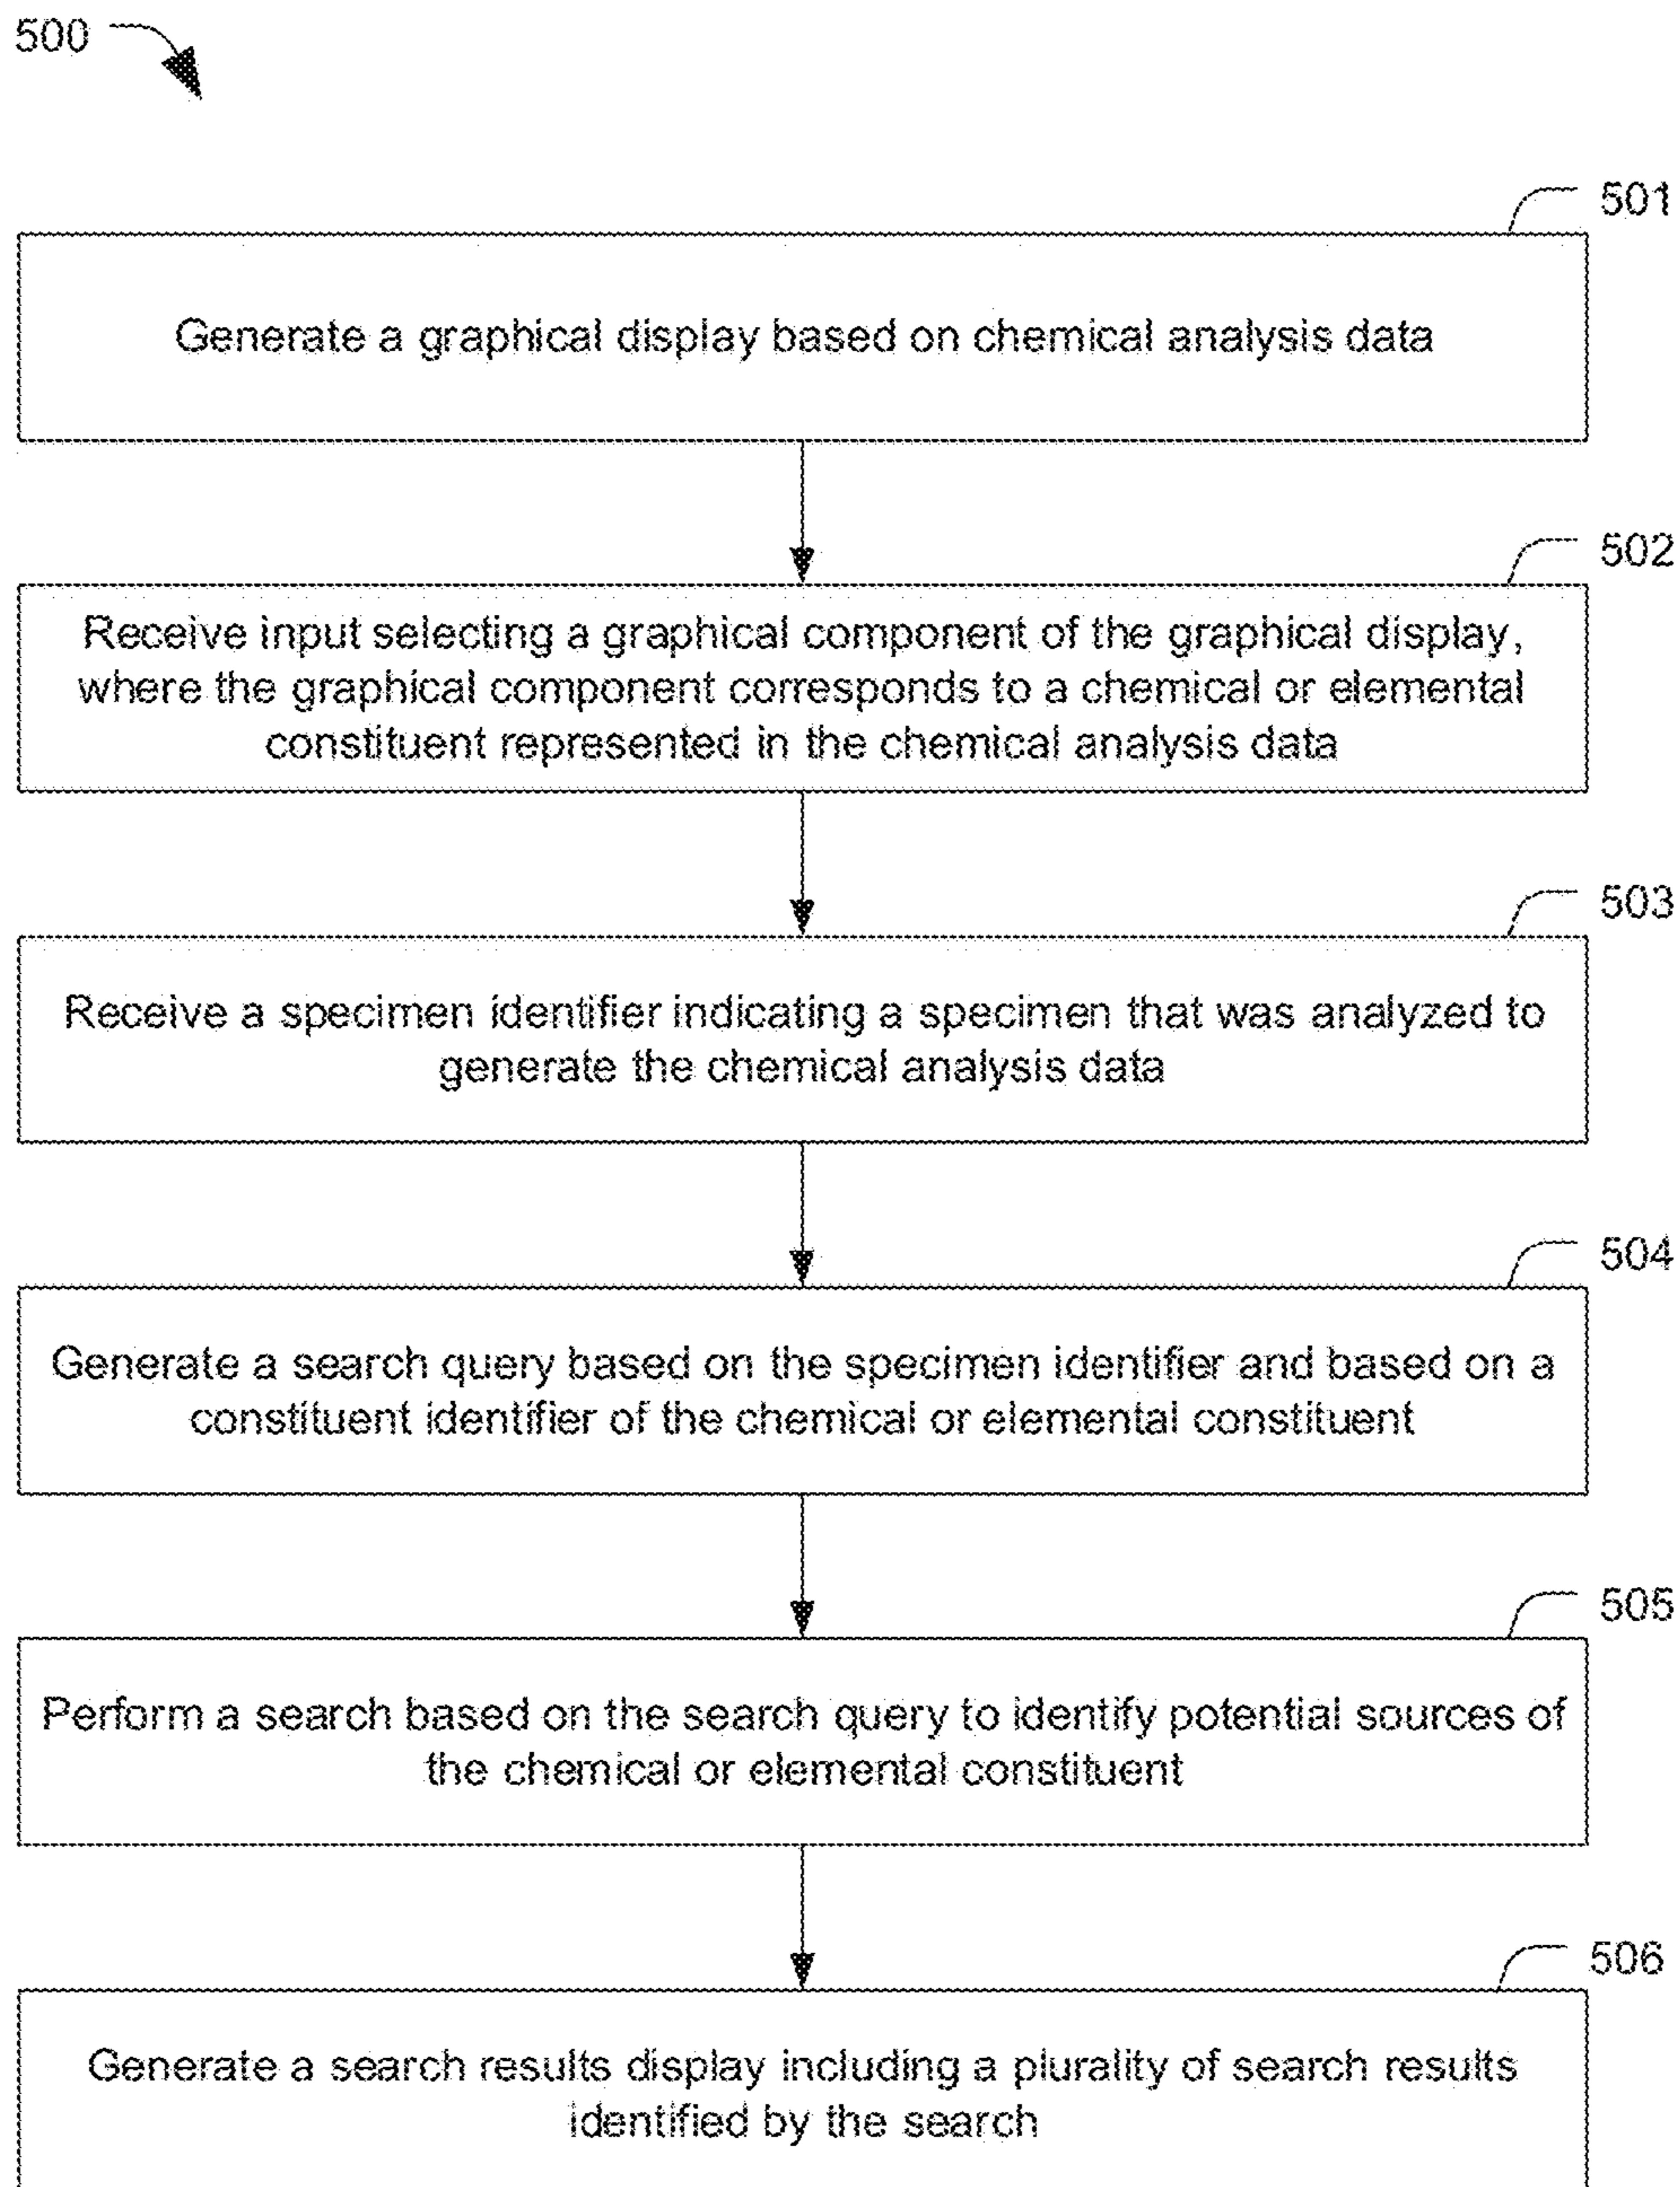 500
501
Generate a graphical display based on chemical analysis data
502
Receive input selecting a graphical component of the graphical display,
where the graphical component corresponds to a chemical or elemental
constituent represented in the chemical analysis data
503
Receive a specimen identifier indicating a specimen that was analyzed to
generate the chemical analysis data
504
Generate a search query based on the specimen identifier and based on a
constituent identifier of the chemical or elemental constituent
505
Perform a search based on the search query to identify potential sources of
the chemical or elemental constituent
506
Generate a search results display including a plurality of search results
identified by the search